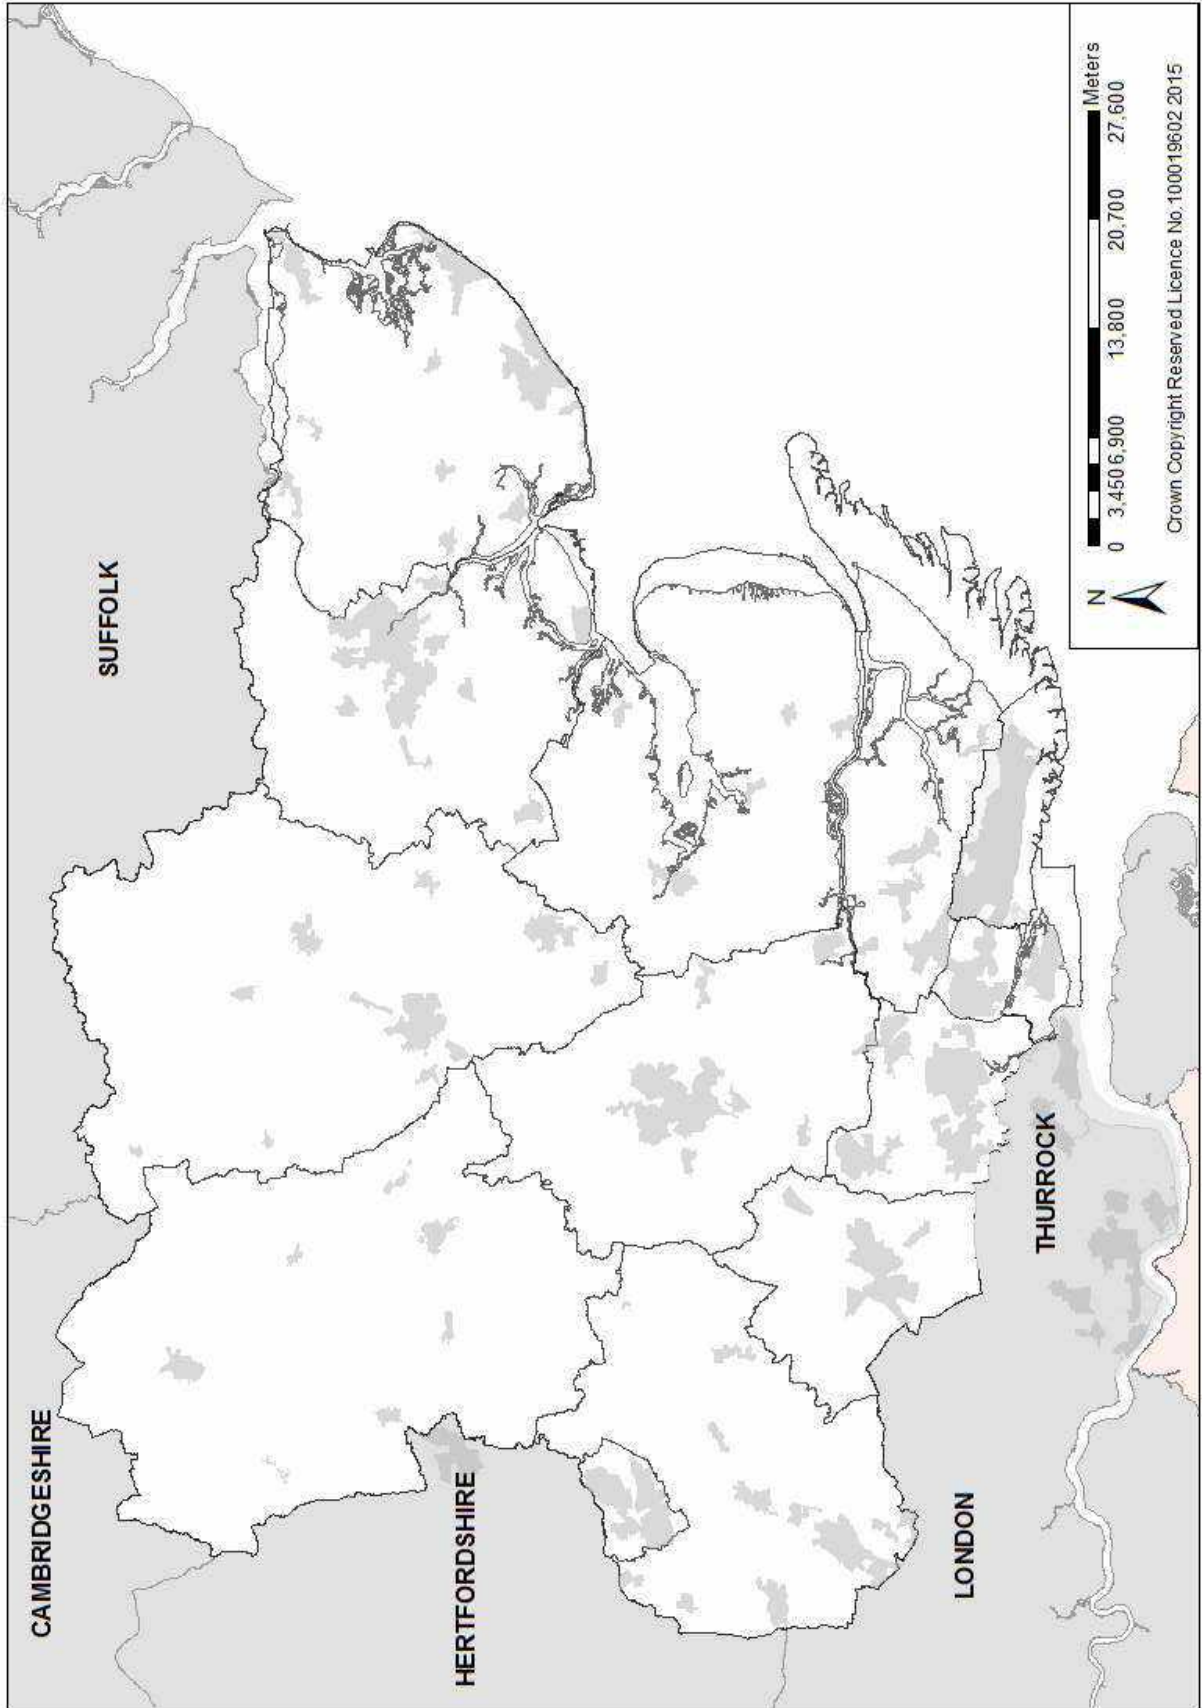 CAMBRIDGESHIRE
SUFFOLK
HERTFORDSHIRE
LONDON
THURROCK
N
0 3,450 6,900 13,800 20,700 27,600
Meters
Crown Copyright Reserved Licence No.100019602 2015